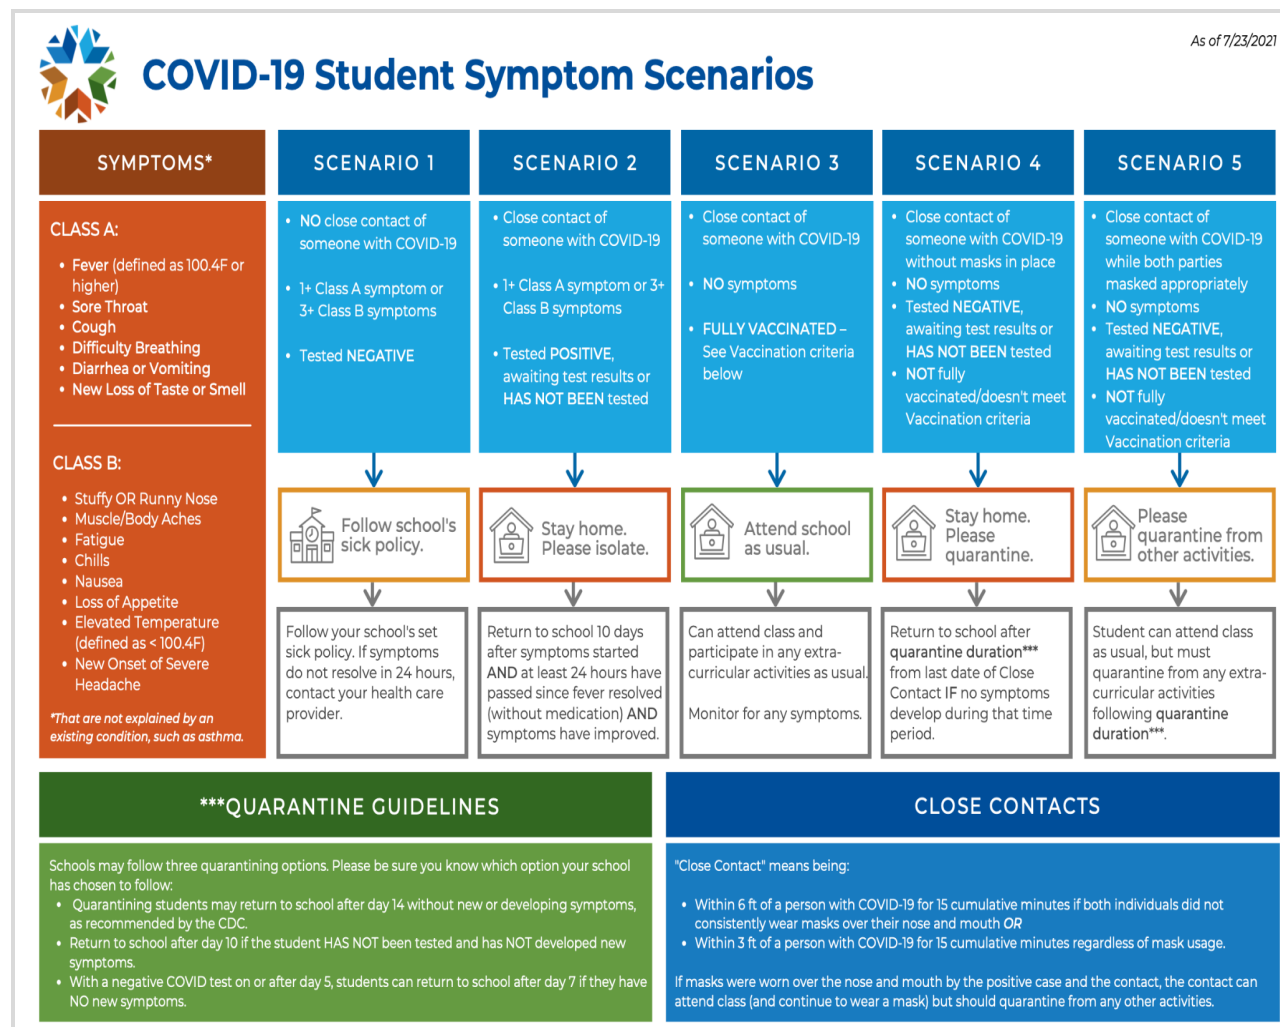 As of 7/23/2021
COVID-19 Student Symptom Scenarios
SYMPTOMS*
CLASS A:
• Fever (defined as 100.4F or
higher)
• Sore Throat
• Cough
• Difficulty Breathing
• Diarrhea or Vomiting
• New Loss of Taste or Smell
CLASS B:
• Stuffy OR Runny Nose
• Muscle/Body Aches
• Fatigue
• Chills
• Nausea
• Loss of Appetite
• Elevated Temperature
(defined as < 100.4F)
• New Onset of Severe
Headache
*That are not explained by an
existing condition, such as asthma.
SCENARIO 1
• NO close contact of
someone with COVID-19
• 1+ Class A symptom or
3+ Class B symptoms
• Tested NEGATIVE
Follow school's
sick policy.
Follow your school's set
sick policy. If symptoms
do not resolve in 24 hours,
contact your health care
provider.
SCENARIO 2
• Close contact of
someone with COVID-19
• 1+ Class A symptom or 3+
Class B symptoms
• Tested POSITIVE,
awaiting test results or
HAS NOT BEEN tested
Stay home.
Please isolate.
Return to school 10 days
after symptoms started
AND at least 24 hours have
passed since fever resolved
(without medication) AND
symptoms have improved.
SCENARIO 3
• Close contact of
someone with COVID-19
• NO symptoms
• FULLY VACCINATED –
See Vaccination criteria
below
Attend school
as usual.
Can attend class and
participate in any extra-
curricular activities as usual.
Monitor for any symptoms.
SCENARIO 4
• Close contact of
someone with COVID-19
without masks in place
• NO symptoms
• Tested NEGATIVE,
awaiting test results or
HAS NOT BEEN tested
• NOT fully
vaccinated/doesn't meet
Vaccination criteria
Stay home.
Please
quarantine.
Return to school after
quarantine duration***
from last date of Close
Contact IF no symptoms
develop during that time
period.
SCENARIO 5
• Close contact of
someone with COVID-19
while both parties
masked appropriately
• NO symptoms
• Tested NEGATIVE,
awaiting test results or
HAS NOT BEEN tested
• NOT fully
vaccinated/doesn't meet
Vaccination criteria
Please
quarantine from
other activities.
Student can attend class
as usual, but must
quarantine from any extra-
curricular activities
following quarantine
duration***.
***QUARANTINE GUIDELINES
Schools may follow three quarantining options. Please be sure you know which option your school
has chosen to follow:
• Quarantining students may return to school after day 14 without new or developing symptoms,
as recommended by the CDC.
• Return to school after day 10 if the student HAS NOT been tested and has NOT developed new
symptoms.
• With a negative COVID test on or after day 5, students can return to school after day 7 if they have
NO new symptoms.
CLOSE CONTACTS
"Close Contact" means being:
• Within 6 ft of a person with COVID-19 for 15 cumulative minutes if both individuals did not
consistently wear masks over their nose and mouth OR
• Within 3 ft of a person with COVID-19 for 15 cumulative minutes regardless of mask usage.
If masks were worn over the nose and mouth by the positive case and the contact, the contact can
attend class (and continue to wear a mask) but should quarantine from any other activities.